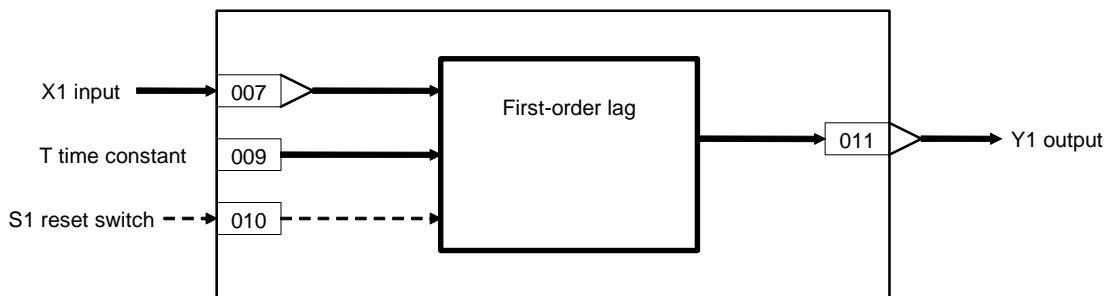 X1 input
007
First-order lag
T time constant
009
011
Y1 output
S1 reset switch
010